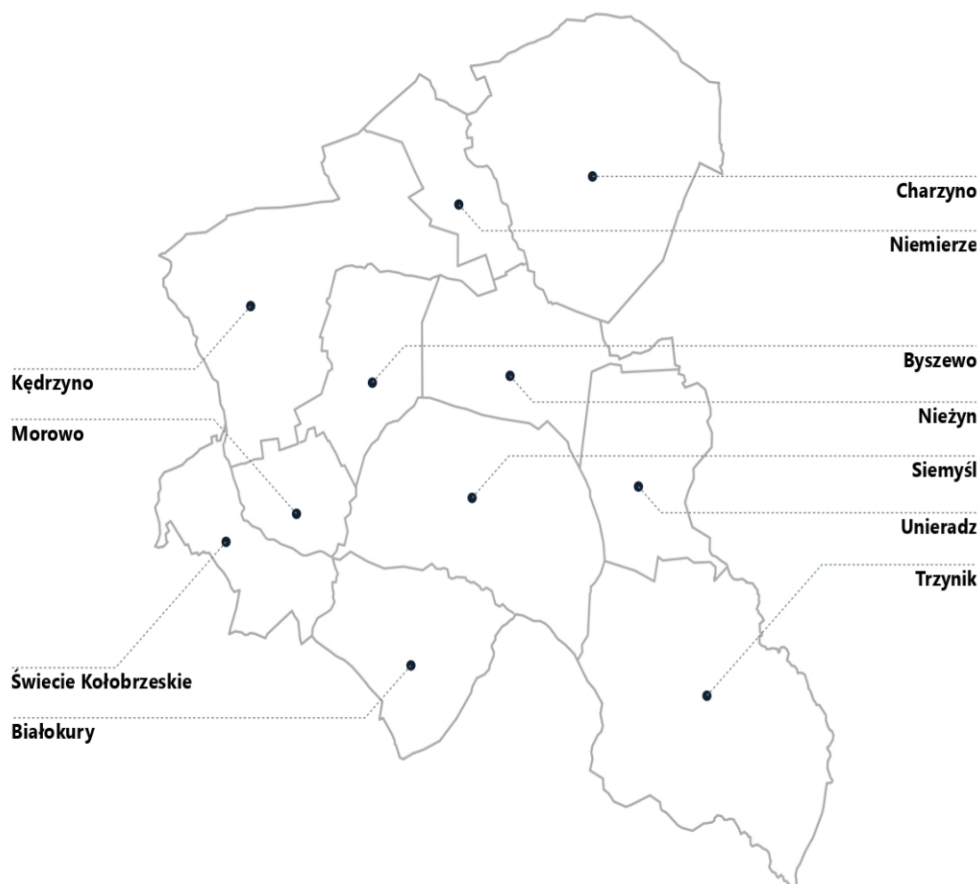 Charzyno
Niemierze
Byszewo
Kędrzyno
Nieżyn
Morowo
Siemyśl
Unieradz
Trzynik
Świecie Kołobrzeskie
Białokury